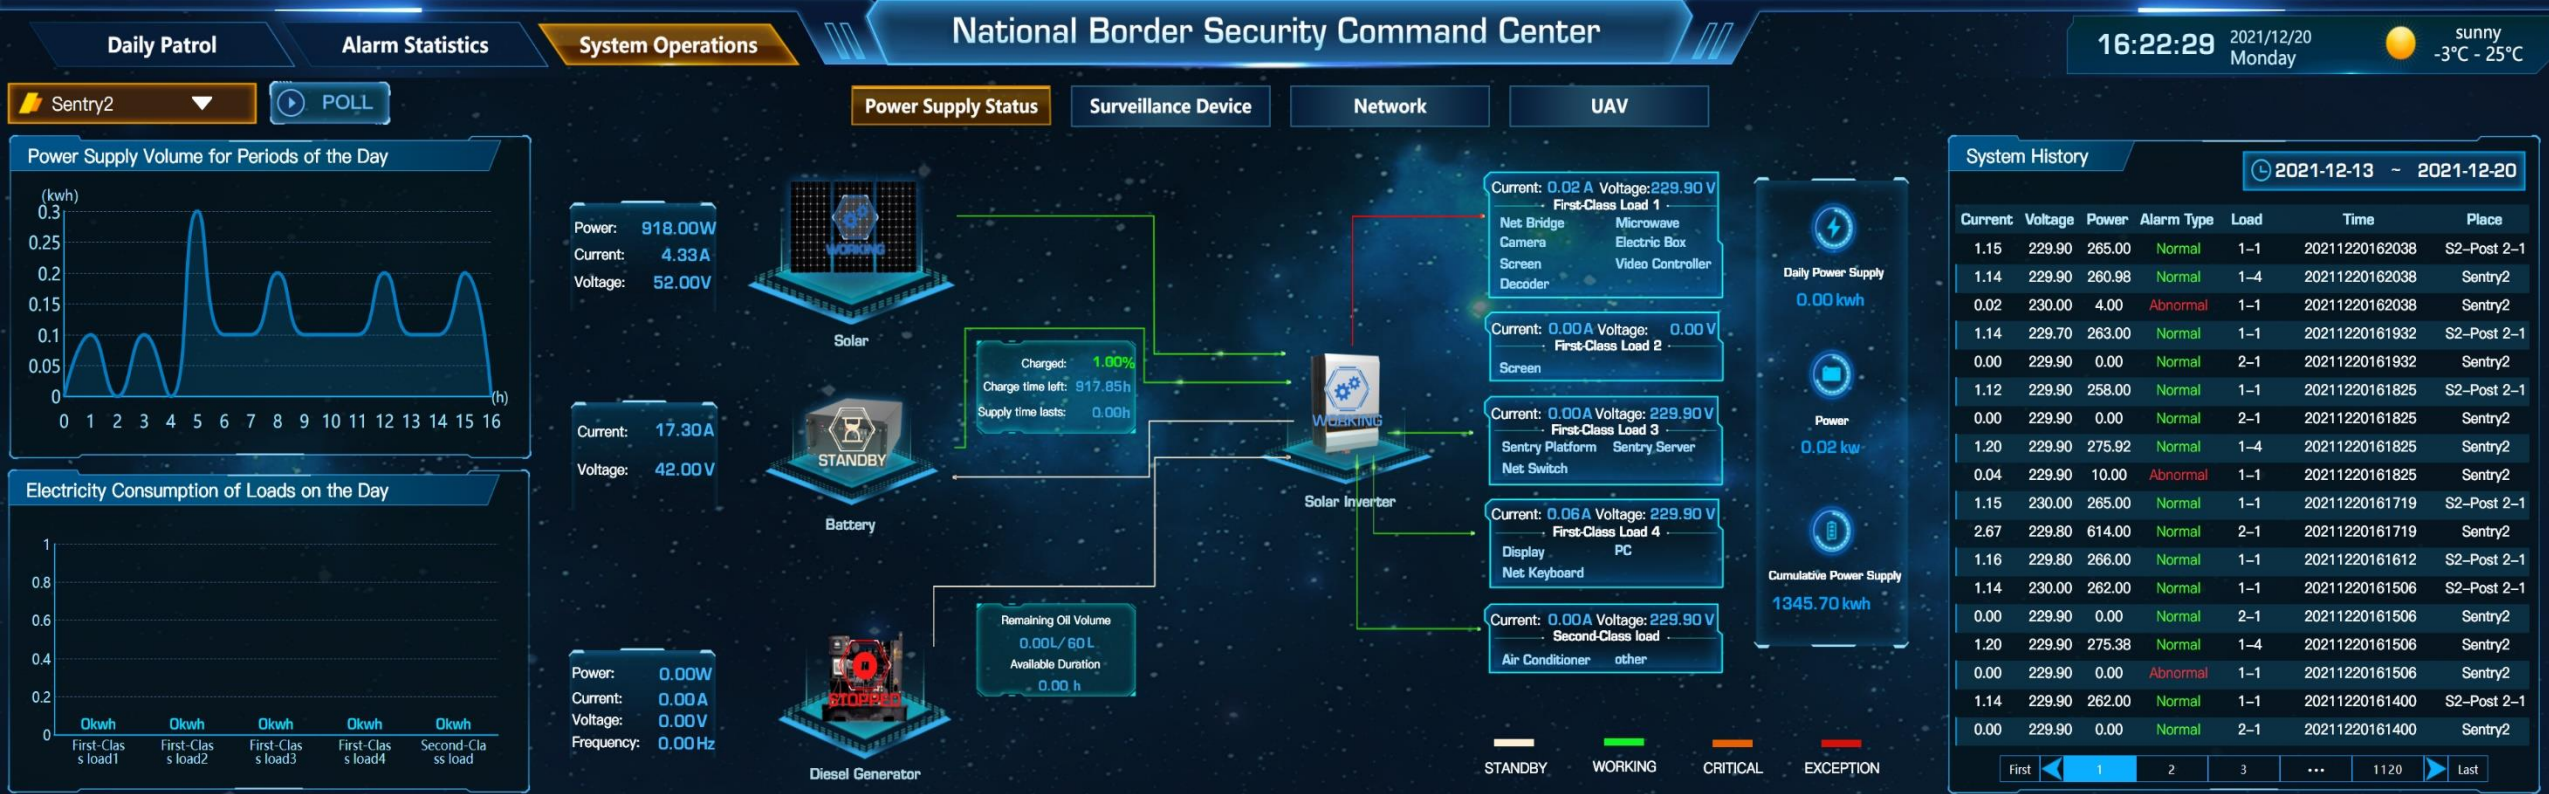 Daily Patrol
Alarm Statistics
System Operations
National Border Security Command Center
16:22:29
2021/12/20
Monday
sunny
-3℃ - 25℃
Sentry2
POLL
Power Supply Status
Surveillance Device
Network
UAV
Power Supply Volume for Periods of the Day
(kwh)
0.3
0.25
0.2
0.15
0.1
0.05
0
(h)
0 1 2 3 4 5 6 7 8 9 10 11 12 13 14 15 16
Electricity Consumption of Loads on the Day
1
0.8
0.6
0.4
0.2
0
0kwh 0kwh 0kwh 0kwh 0kwh
First-Clas First-Clas First-Clas First-Clas Second-Cla
s load1 s load2 s load3 s load4 ss load
Power: 918.00W
Current: 4.33A
Voltage: 52.00V
WORKING
Solar
Current: 17.30A
Voltage: 42.00V
STANDBY
Battery
Charged: 1.00%
Charge time left: 917.85h
Supply time lasts: 0.00h
Power: 0.00W
Current: 0.00A
Voltage: 0.00V
Frequency: 0.00Hz
STOPPED
Diesel Generator
Remaining Oil Volume
0.00L/60L
Available Duration
0.00 h
WORKING
Solar Inverter
Current: 0.02 A Voltage:229.90 V
First-Class Load 1
Net Bridge Microwave
Camera Electric Box
Screen Video Controller
Decoder
Current: 0.00A Voltage: 0.00 V
First-Class Load 2
Screen
Current: 0.00A Voltage: 229.90 V
First-Class Load 3
Sentry Platform Sentry Server
Net Switch
Current: 0.06A Voltage: 229.90 V
First-Class Load 4
Display PC
Net Keyboard
Current: 0.00A Voltage: 229.90 V
Second-Class load
Air Conditioner other
STANDBY
WORKING
CRITICAL
EXCEPTION
Daily Power Supply
0.00 kwh
Power
0.02 kw
Cumulative Power Supply
1345.70 kwh
System History
2021-12-13 ~ 2021-12-20
Current Voltage Power Alarm Type Load Time Place
1.15 229.90 265.00 Normal 1-1 20211220162038 S2-Post 2-1
1.14 229.90 260.98 Normal 1-4 20211220162038 Sentry2
0.02 230.00 4.00 Abnormal 1-1 20211220162038 Sentry2
1.14 229.70 263.00 Normal 1-1 20211220161932 S2-Post 2-1
0.00 229.90 0.00 Normal 2-1 20211220161932 Sentry2
1.12 229.90 258.00 Normal 1-1 20211220161825 S2-Post 2-1
0.00 229.90 0.00 Normal 2-1 20211220161825 Sentry2
1.20 229.90 275.92 Normal 1-4 20211220161825 Sentry2
0.04 229.90 10.00 Abnormal 1-1 20211220161825 Sentry2
1.15 230.00 265.00 Normal 1-1 20211220161719 S2-Post 2-1
2.67 229.80 614.00 Normal 2-1 20211220161719 Sentry2
1.16 229.80 266.00 Normal 1-1 20211220161612 S2-Post 2-1
1.14 230.00 262.00 Normal 1-1 20211220161506 S2-Post 2-1
0.00 229.90 0.00 Normal 2-1 20211220161506 Sentry2
1.20 229.90 275.38 Normal 1-4 20211220161506 Sentry2
0.00 229.90 0.00 Abnormal 1-1 20211220161506 Sentry2
1.14 229.90 262.00 Normal 1-1 20211220161400 S2-Post 2-1
0.00 229.90 0.00 Normal 2-1 20211220161400 Sentry2
First 1 2 3 ... 1120 Last